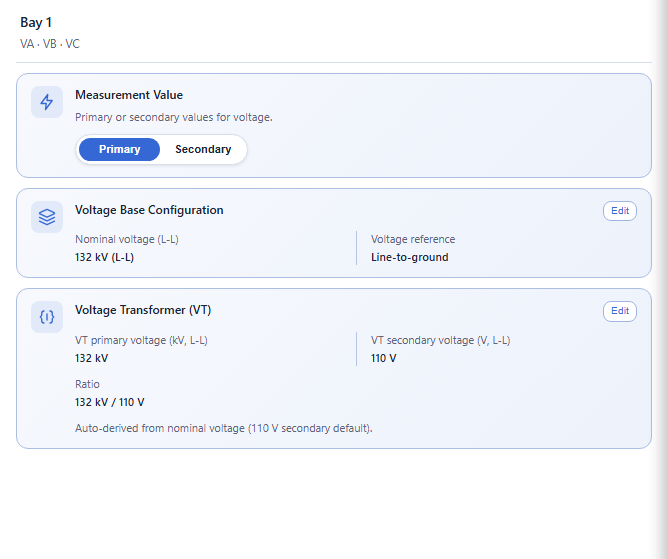 Bay 1
VA · VB · VC
Measurement Value
Primary or secondary values for voltage.
Primary Secondary
Voltage Base Configuration
Edit
Nominal voltage (L-L)
132 kV (L-L)
Voltage reference
Line-to-ground
Voltage Transformer (VT)
Edit
VT primary voltage (kV, L-L)
132 kV
VT secondary voltage (V, L-L)
110 V
Ratio
132 kV / 110 V
Auto-derived from nominal voltage (110 V secondary default).